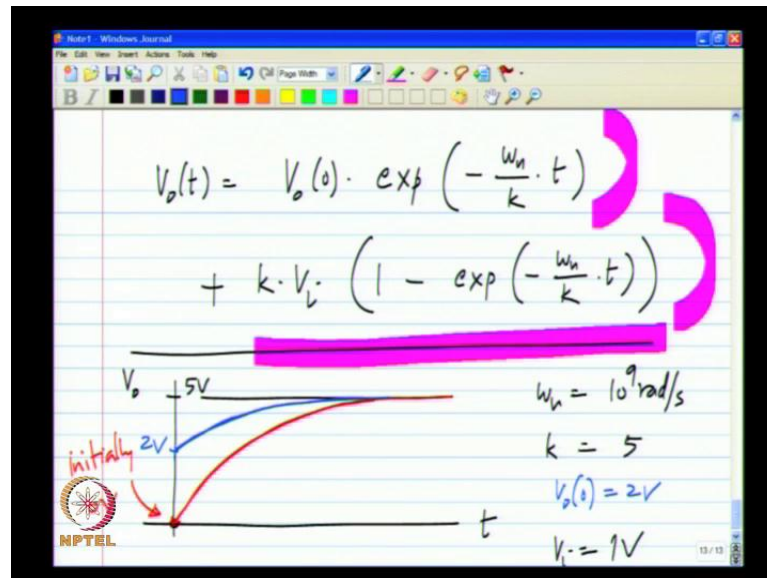 Note1 - Windows Journal
File Edit View Insert Actions Tools Help
Page Width
B I
V₀(t) = V₀(0) · exp (- ωₙ/k · t)
+ k · Vᵢ · (1 - exp (- ωₙ/k · t))
V₀
5V
ωₙ = 10⁹ rad/s
2V
k = 5
initially
V₀(0) = 2V
t
Vᵢ = 1V
NPTEL
13 / 13